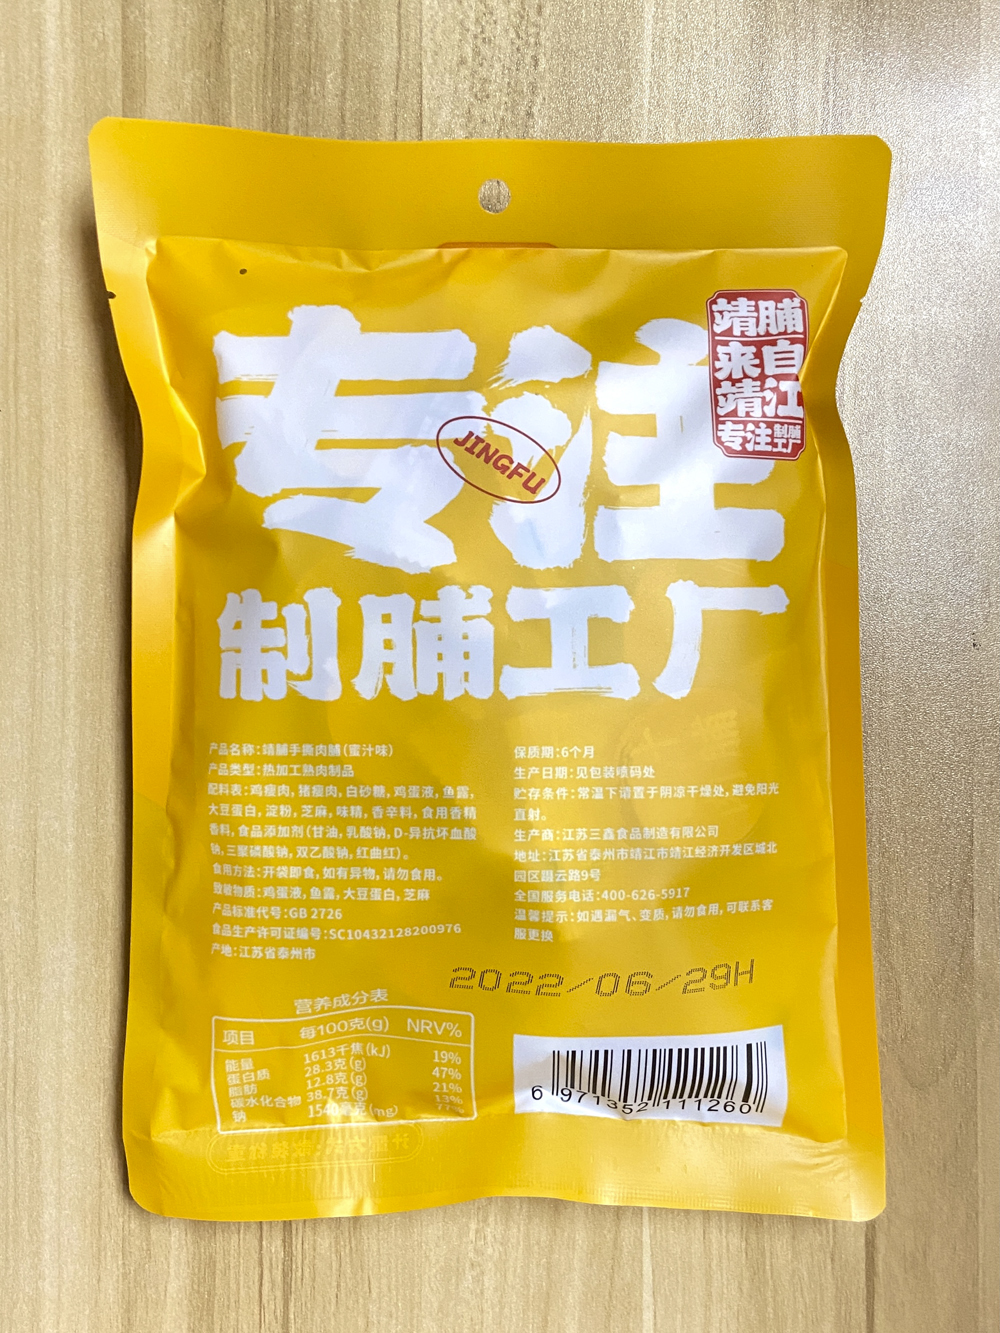 靖脯
来自
靖江
专注制脯工厂
专注
JINGFU
制脯工厂
产品名称:靖脯手撕肉脯(蜜汁味)
产品类型:热加工熟肉制品
配料表:鸡瘦肉,猪瘦肉,白砂糖,鸡蛋液,鱼露,
大豆蛋白,淀粉,芝麻,味精,香辛料,食用香精
香料,食品添加剂(甘油,乳酸钠,D-异抗坏血酸
钠,三聚磷酸钠,双乙酸钠,红曲红)。
食用方法:开袋即食,如有异物,请勿食用。
致敏物质:鸡蛋液,鱼露,大豆蛋白,芝麻
产品标准代号:GB 2726
食品生产许可证编号:SC10432128200976
产地:江苏省泰州市
保质期:6个月
生产日期:见包装喷码处
贮存条件:常温下请置于阴凉干燥处,避免阳光
直射。
生产商:江苏三鑫食品制造有限公司
地址:江苏省泰州市靖江市靖江经济开发区城北
园区云路9号
全国服务电话:400-626-5917
温馨提示:如遇漏气、变质,请勿食用,可联系客
服更换
2022/06/29H
营养成分表
项目 每100克(g) NRV%
能量 1613千焦(kJ) 19%
蛋白质 28.3克(g) 47%
脂肪 12.8克(g) 21%
碳水化合物 38.7克(g) 13%
钠 1540毫克(mg) 77%
6 971352 111260